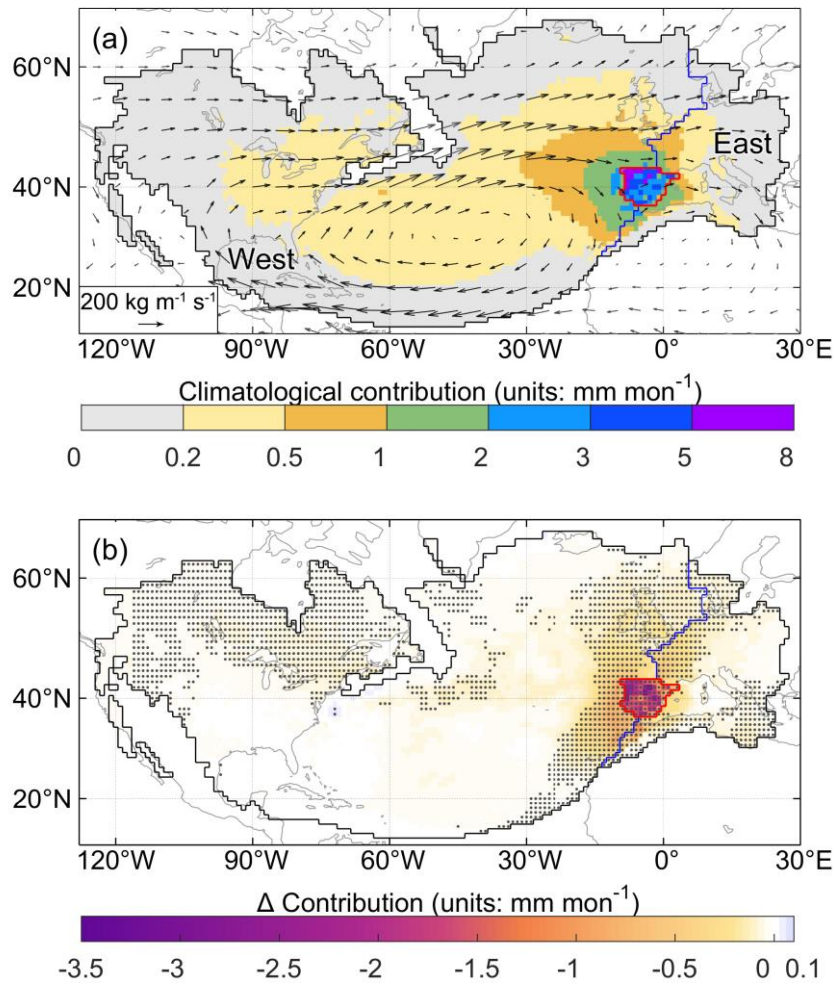 (a)
60°N
40°N
20°N
East
West
200 kg m⁻¹ s⁻¹
120°W 90°W 60°W 30°W 0° 30°E
Climatological contribution (units: mm mon⁻¹)
0 0.2 0.5 1 2 3 5 8
(b)
60°N
40°N
20°N
120°W 90°W 60°W 30°W 0° 30°E
Δ Contribution (units: mm mon⁻¹)
-3.5 -3 -2.5 -2 -1.5 -1 -0.5 0 0.1